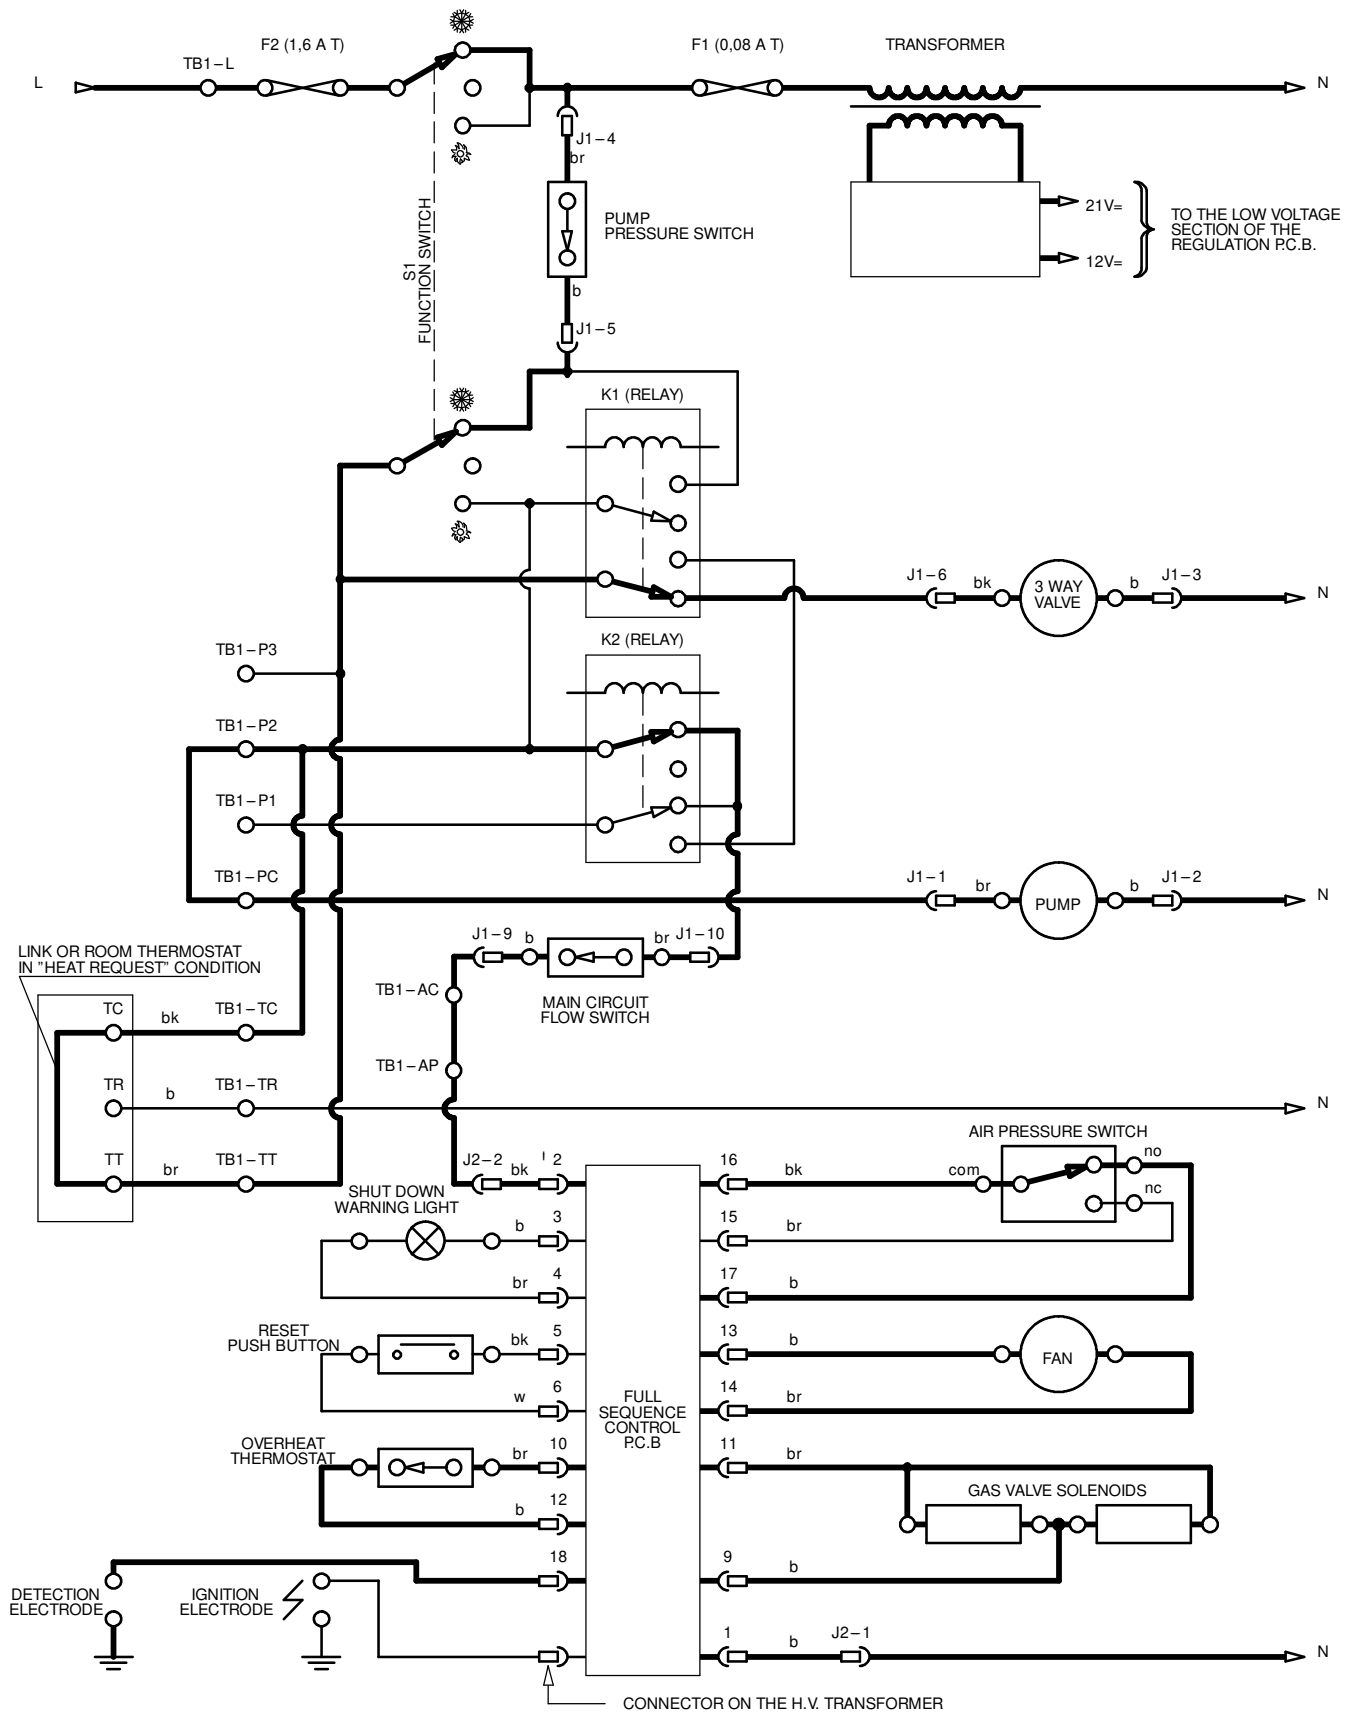 F2 (1,6 A T)
F1 (0,08 A T)
TRANSFORMER
TB1-L
L
N
J1-4
br
PUMP
PRESSURE SWITCH
21V=
12V=
TO THE LOW VOLTAGE
SECTION OF THE
REGULATION P.C.B.
S1
FUNCTION SWITCH
b
J1-5
K1 (RELAY)
J1-6
bk
3 WAY
VALVE
b
J1-3
N
K2 (RELAY)
TB1-P3
TB1-P2
TB1-P1
TB1-PC
J1-1
br
PUMP
b
J1-2
N
J1-9
b
br
J1-10
LINK OR ROOM THERMOSTAT
IN "HEAT REQUEST" CONDITION
TB1-AC
MAIN CIRCUIT
FLOW SWITCH
TC
bk
TB1-TC
TB1-AP
TR
b
TB1-TR
N
AIR PRESSURE SWITCH
TT
br
TB1-TT
J2-2
bk
2
16
bk
com
no
nc
SHUT DOWN
WARNING LIGHT
b
3
15
br
br
4
17
b
RESET
PUSH BUTTON
bk
5
13
b
FAN
w
6
14
br
FULL
SEQUENCE
CONTROL
P.C.B
OVERHEAT
THERMOSTAT
br
10
11
br
GAS VALVE SOLENOIDS
b
12
18
9
b
DETECTION
ELECTRODE
IGNITION
ELECTRODE
1
b
J2-1
N
CONNECTOR ON THE H.V. TRANSFORMER